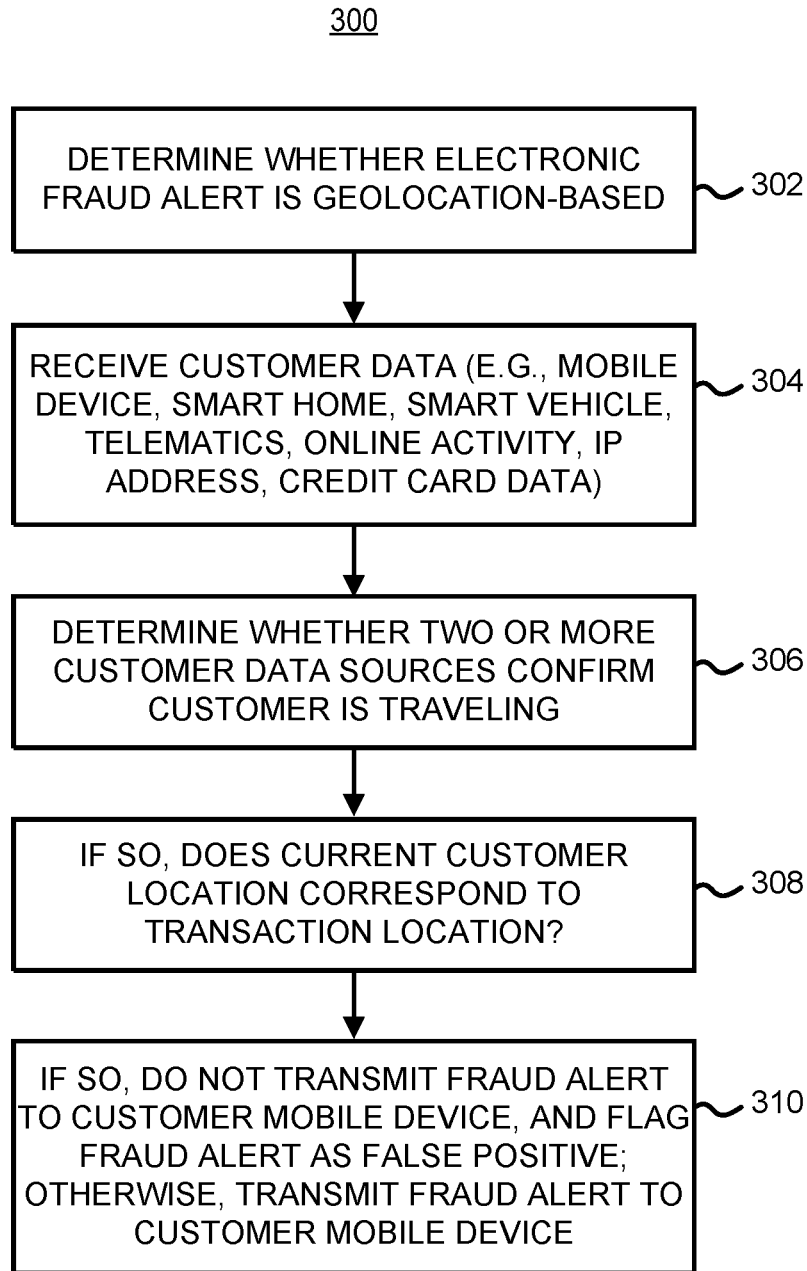 300
DETERMINE WHETHER ELECTRONIC
FRAUD ALERT IS GEOLOCATION-BASED
302
RECEIVE CUSTOMER DATA (E.G., MOBILE
DEVICE, SMART HOME, SMART VEHICLE,
TELEMATICS, ONLINE ACTIVITY, IP
ADDRESS, CREDIT CARD DATA)
304
DETERMINE WHETHER TWO OR MORE
CUSTOMER DATA SOURCES CONFIRM
CUSTOMER IS TRAVELING
306
IF SO, DOES CURRENT CUSTOMER
LOCATION CORRESPOND TO
TRANSACTION LOCATION?
308
IF SO, DO NOT TRANSMIT FRAUD ALERT
TO CUSTOMER MOBILE DEVICE, AND FLAG
FRAUD ALERT AS FALSE POSITIVE;
OTHERWISE, TRANSMIT FRAUD ALERT TO
CUSTOMER MOBILE DEVICE
310